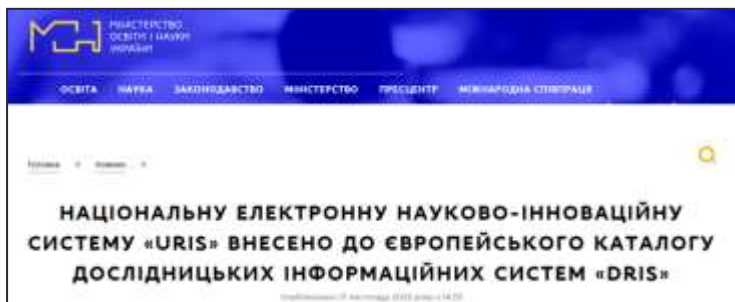 МІНІСТЕРСТВО
ОСВІТИ І НАУКИ
УКРАЇНИ
ОСВІТА НАУКА ЗАКОНОДАВСТВО МІНІСТЕРСТВО ПРЕСЦЕНТР МІЖНАРОДНА СПІВПРАЦЯ
Головна Новини
НАЦІОНАЛЬНУ ЕЛЕКТРОННУ НАУКОВО-ІННОВАЦІЙНУ
СИСТЕМУ «URIS» ВНЕСЕНО ДО ЄВРОПЕЙСЬКОГО КАТАЛОГУ
ДОСЛІДНИЦЬКИХ ІНФОРМАЦІЙНИХ СИСТЕМ «DRIS»